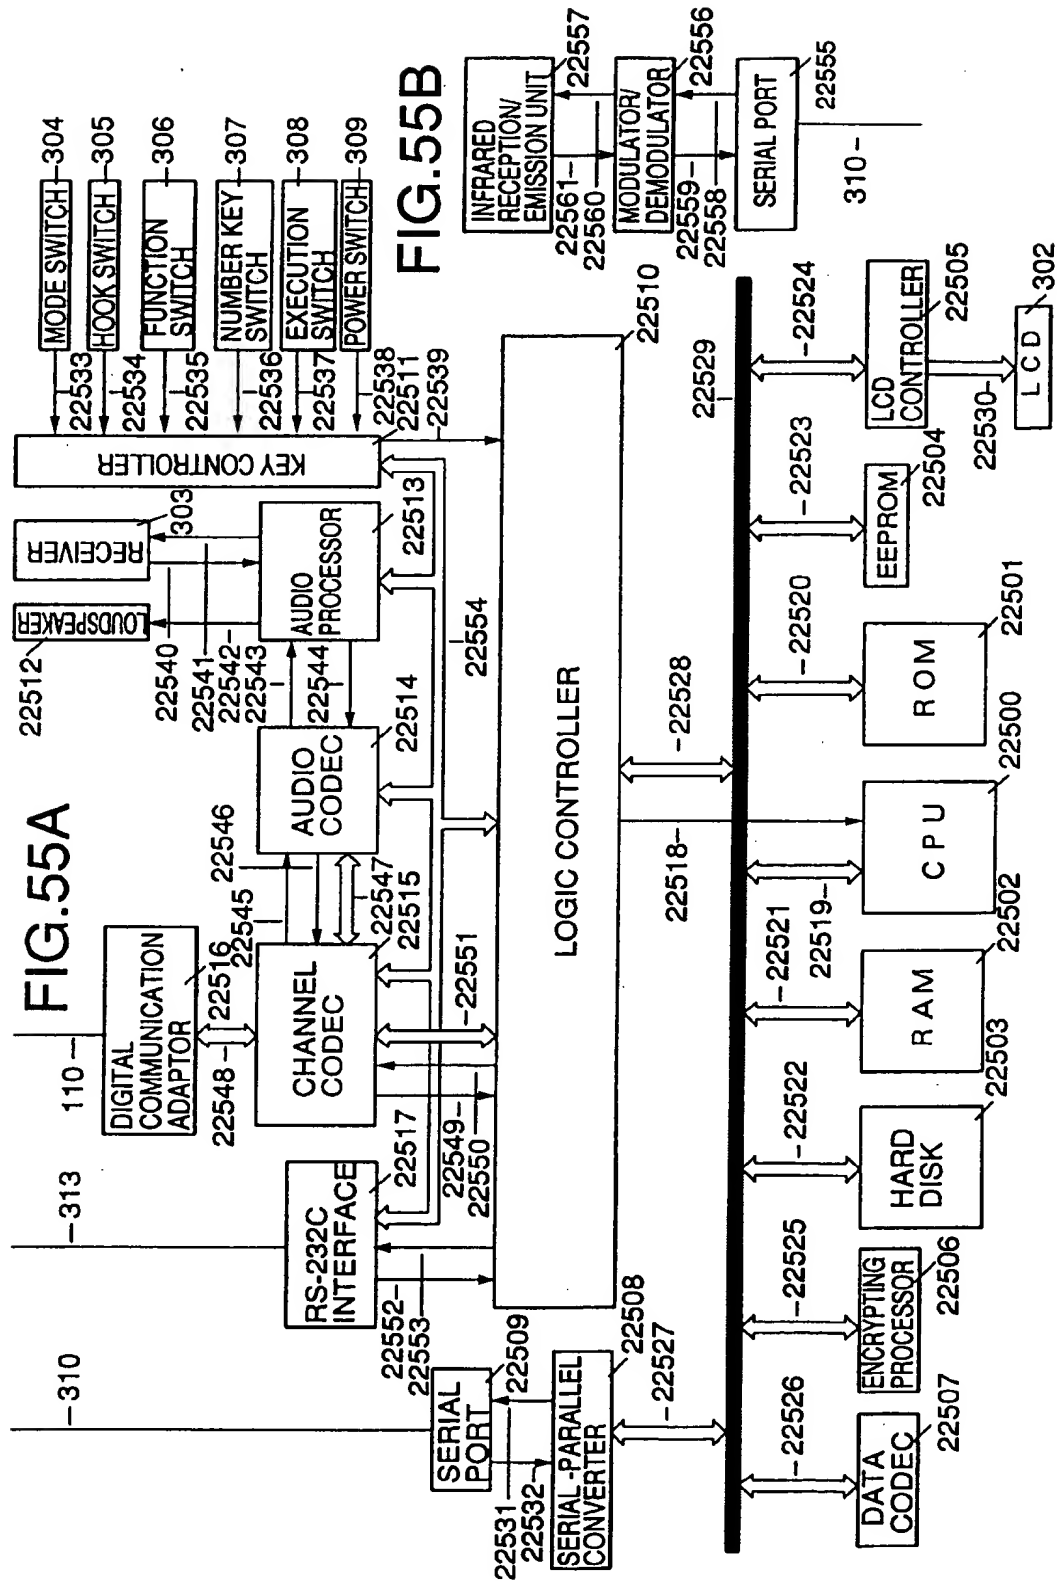 FIG.55A
110
DIGITAL
COMMUNICATION
ADAPTOR
22516
22548
313
310
RS-232C
INTERFACE
22517
CHANNEL
CODEC
22515
22545
22546
22547
AUDIO
CODEC
22514
22543
22544
AUDIO
PROCESSOR
22513
LOUDSPEAKER
22512
RECEIVER
303
22540
22541
22542
KEY CONTROLLER
22511
MODE SWITCH
304
HOOK SWITCH
305
FUNCTION
SWITCH
306
NUMBER KEY
SWITCH
307
EXECUTION
SWITCH
308
POWER SWITCH
309
22533
22534
22535
22536
22537
22538
22539
22549
22550
22551
22552
22553
22554
SERIAL
PORT
22509
22531
22532
SERIAL-PARALLEL
CONVERTER
22508
22527
LOGIC CONTROLLER
22510
22518
22528
22529
22526
22525
22522
22521
22519
22520
22523
22524
DATA
CODEC
22507
ENCRYPTING
PROCESSOR
22506
HARD
DISK
22503
RAM
22502
CPU
22500
ROM
22501
EEPROM
22504
LCD
CONTROLLER
22505
22530
LCD
302
FIG.55B
INFRARED
RECEPTION/
EMISSION UNIT
22557
22561
22560
MODULATOR/
DEMODULATOR
22556
22559
22558
SERIAL PORT
22555
310